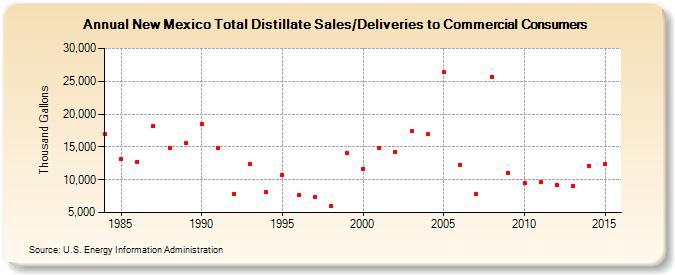 Annual New Mexico Total Distillate Sales/Deliveries to Commercial Consumers
Thousand Gallons
30,000
25,000
20,000
15,000
10,000
5,000
1985 1990 1995 2000 2005 2010 2015
Source: U.S. Energy Information Administration